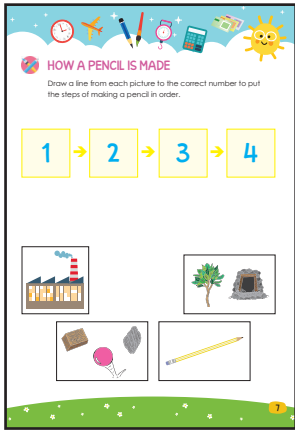 HOW A PENCIL IS MADE
Draw a line from each picture to the correct number to put
the steps of making a pencil in order.
1 2 3 4
7